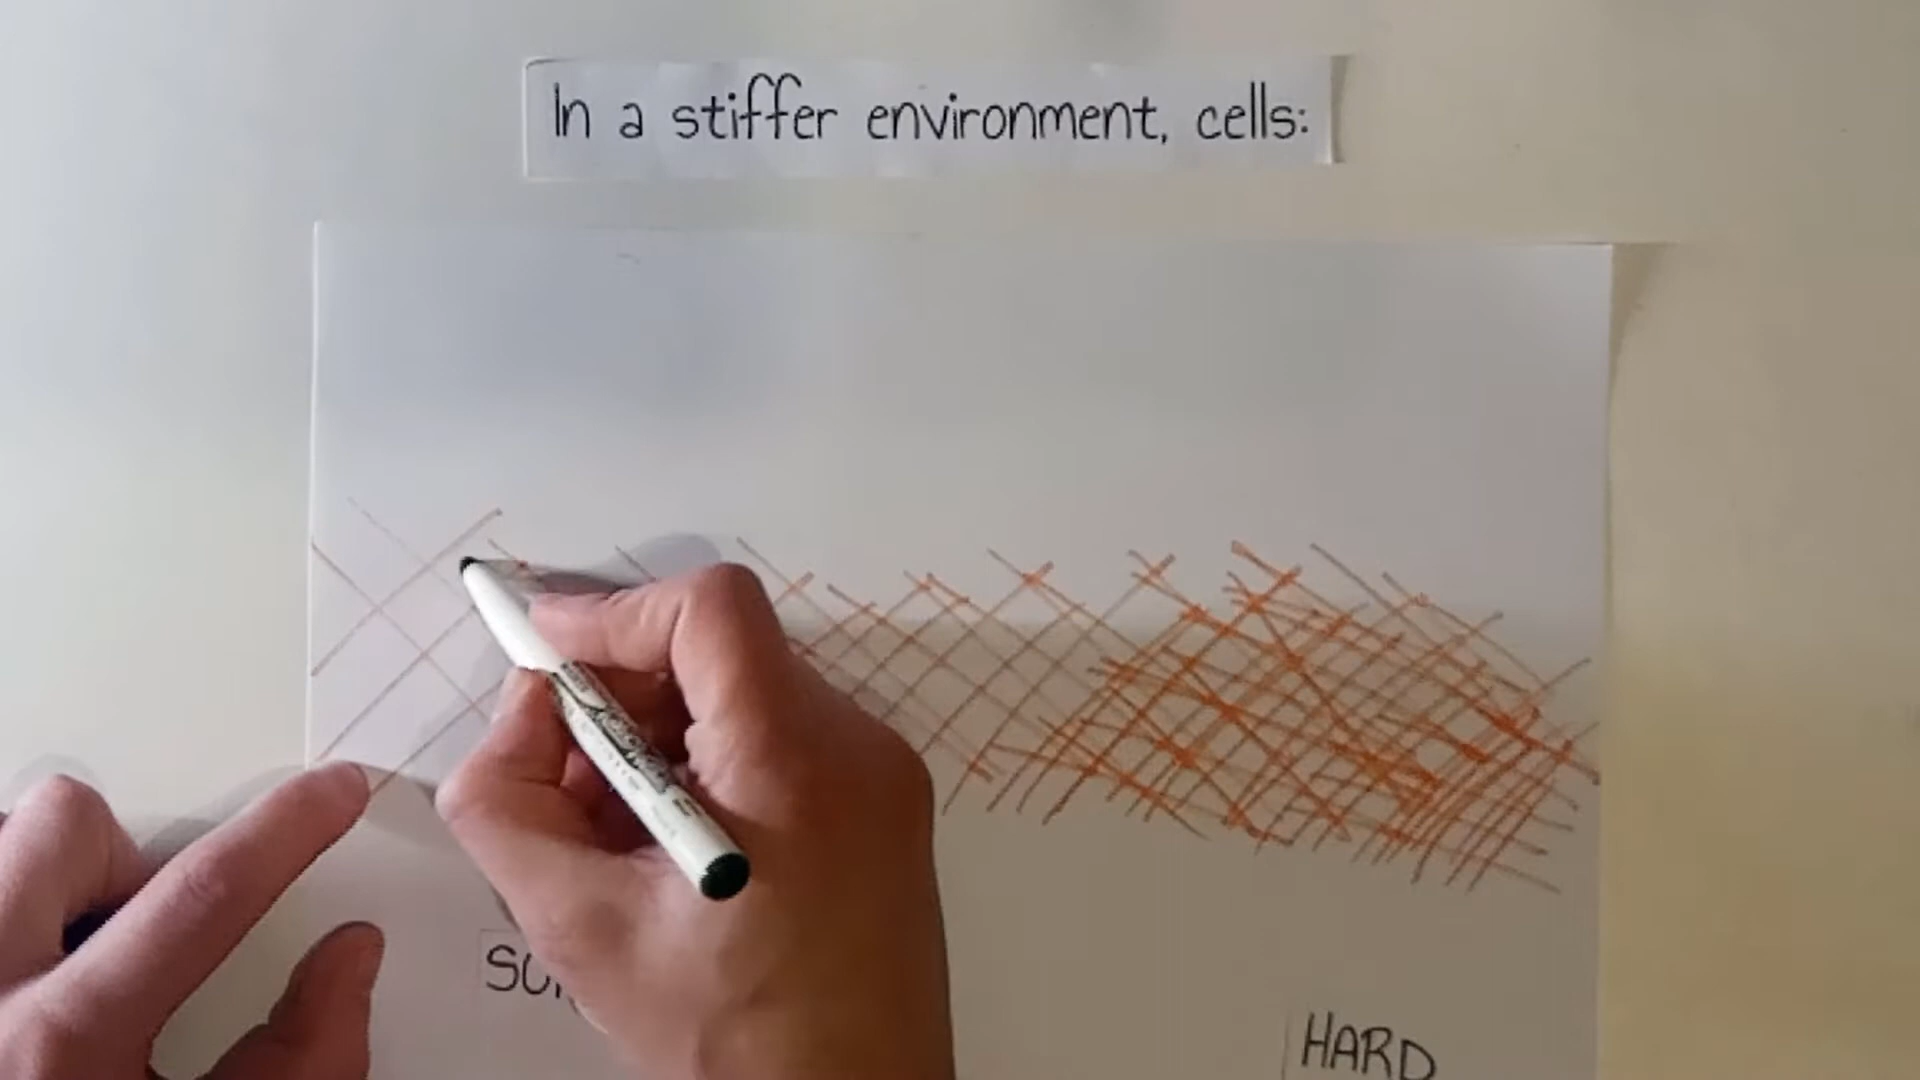 In a stiffer environment, cells:
HARD